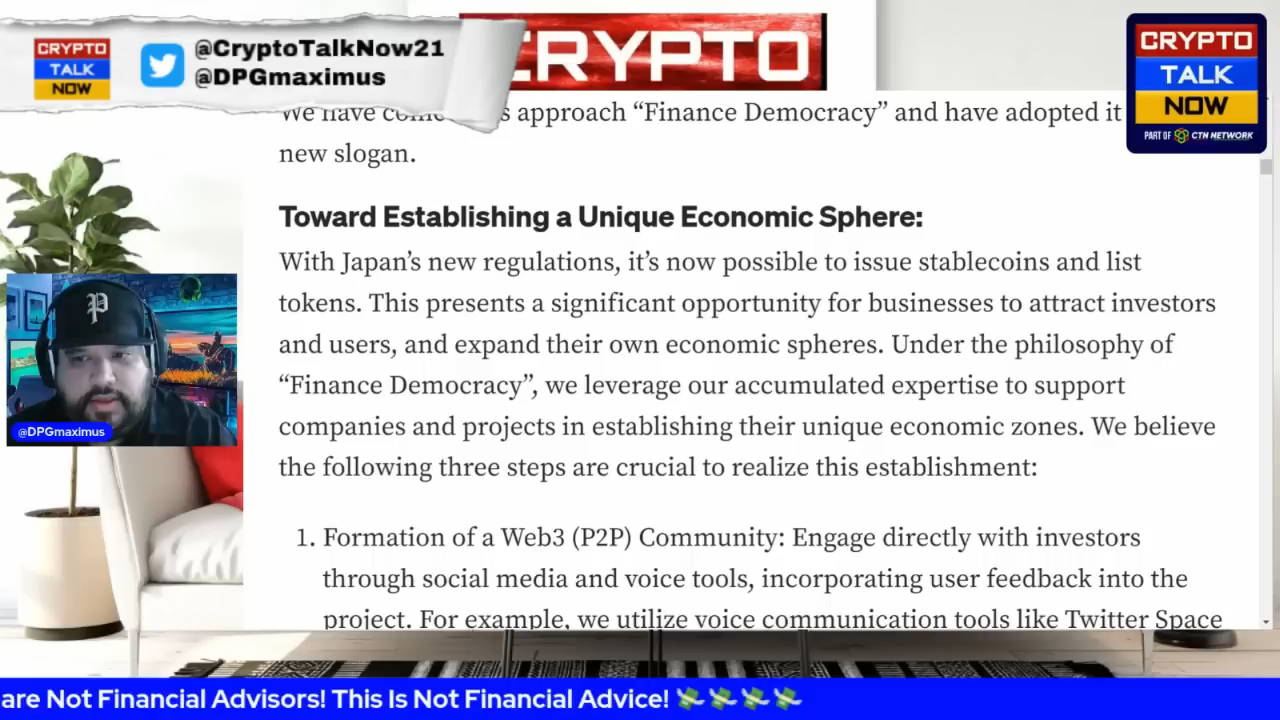 CRYPTO
TALK
NOW
@CryptoTalkNow21
@DPGmaximus
CRYPTO
CRYPTO
TALK
NOW
PART OF CTN NETWORK
We have approach “Finance Democracy” and have adopted it
new slogan.
Toward Establishing a Unique Economic Sphere:
With Japan’s new regulations, it’s now possible to issue stablecoins and list
tokens. This presents a significant opportunity for businesses to attract investors
and users, and expand their own economic spheres. Under the philosophy of
“Finance Democracy”, we leverage our accumulated expertise to support
companies and projects in establishing their unique economic zones. We believe
the following three steps are crucial to realize this establishment:
1. Formation of a Web3 (P2P) Community: Engage directly with investors
through social media and voice tools, incorporating user feedback into the
project. For example, we utilize voice communication tools like Twitter Space
P
@DPGmaximus
are Not Financial Advisors! This Is Not Financial Advice! 💸💸💸💸